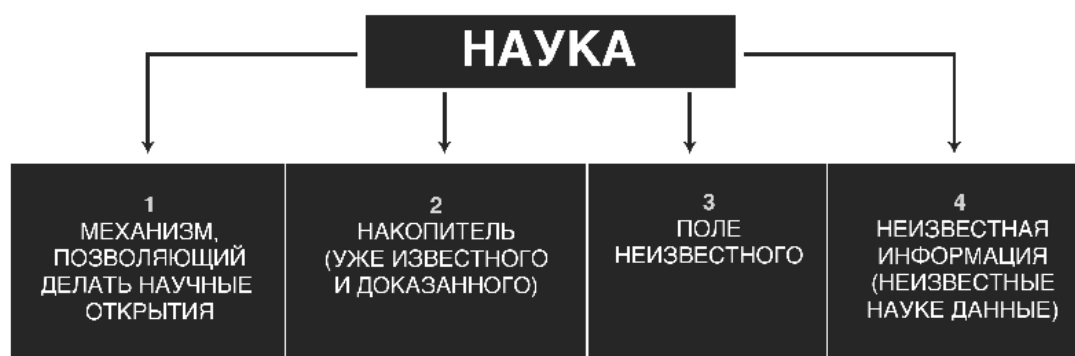 НАУКА
1
МЕХАНИЗМ,
ПОЗВОЛЯЮЩИЙ
ДЕЛАТЬ НАУЧНЫЕ
ОТКРЫТИЯ
2
НАКОПИТЕЛЬ
(УЖЕ ИЗВЕСТНОГО
И ДОКАЗАННОГО)
3
ПОЛЕ
НЕИЗВЕСТНОГО
4
НЕИЗВЕСТНАЯ
ИНФОРМАЦИЯ
(НЕИЗВЕСТНЫЕ
НАУКЕ ДАННЫЕ)